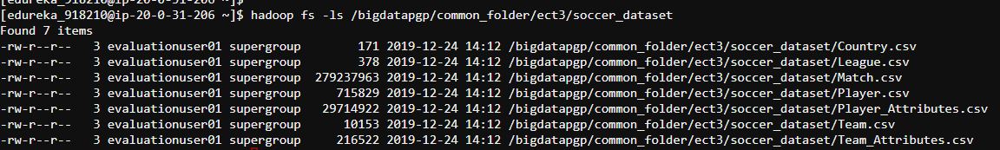 [edureka_918210@ip-20-0-31-206 ~]$
[edureka_918210@ip-20-0-31-206 ~]$ hadoop fs -ls /bigdatapgp/common_folder/ect3/soccer_dataset
Found 7 items
-rw-r--r--   3 evaluationuser01 supergroup        171 2019-12-24 14:12 /bigdatapgp/common_folder/ect3/soccer_dataset/Country.csv
-rw-r--r--   3 evaluationuser01 supergroup        378 2019-12-24 14:12 /bigdatapgp/common_folder/ect3/soccer_dataset/League.csv
-rw-r--r--   3 evaluationuser01 supergroup  279237963 2019-12-24 14:12 /bigdatapgp/common_folder/ect3/soccer_dataset/Match.csv
-rw-r--r--   3 evaluationuser01 supergroup     715829 2019-12-24 14:12 /bigdatapgp/common_folder/ect3/soccer_dataset/Player.csv
-rw-r--r--   3 evaluationuser01 supergroup   29714922 2019-12-24 14:12 /bigdatapgp/common_folder/ect3/soccer_dataset/Player_Attributes.csv
-rw-r--r--   3 evaluationuser01 supergroup      10153 2019-12-24 14:12 /bigdatapgp/common_folder/ect3/soccer_dataset/Team.csv
-rw-r--r--   3 evaluationuser01 supergroup     216522 2019-12-24 14:12 /bigdatapgp/common_folder/ect3/soccer_dataset/Team_Attributes.csv